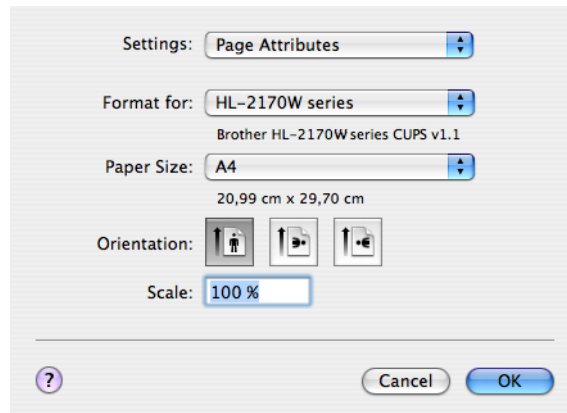 Settings: Page Attributes
Format for: HL-2170W series
Brother HL-2170W series CUPS v1.1
Paper Size: A4
20,99 cm x 29,70 cm
Orientation:
Scale: 100 %
? Cancel OK